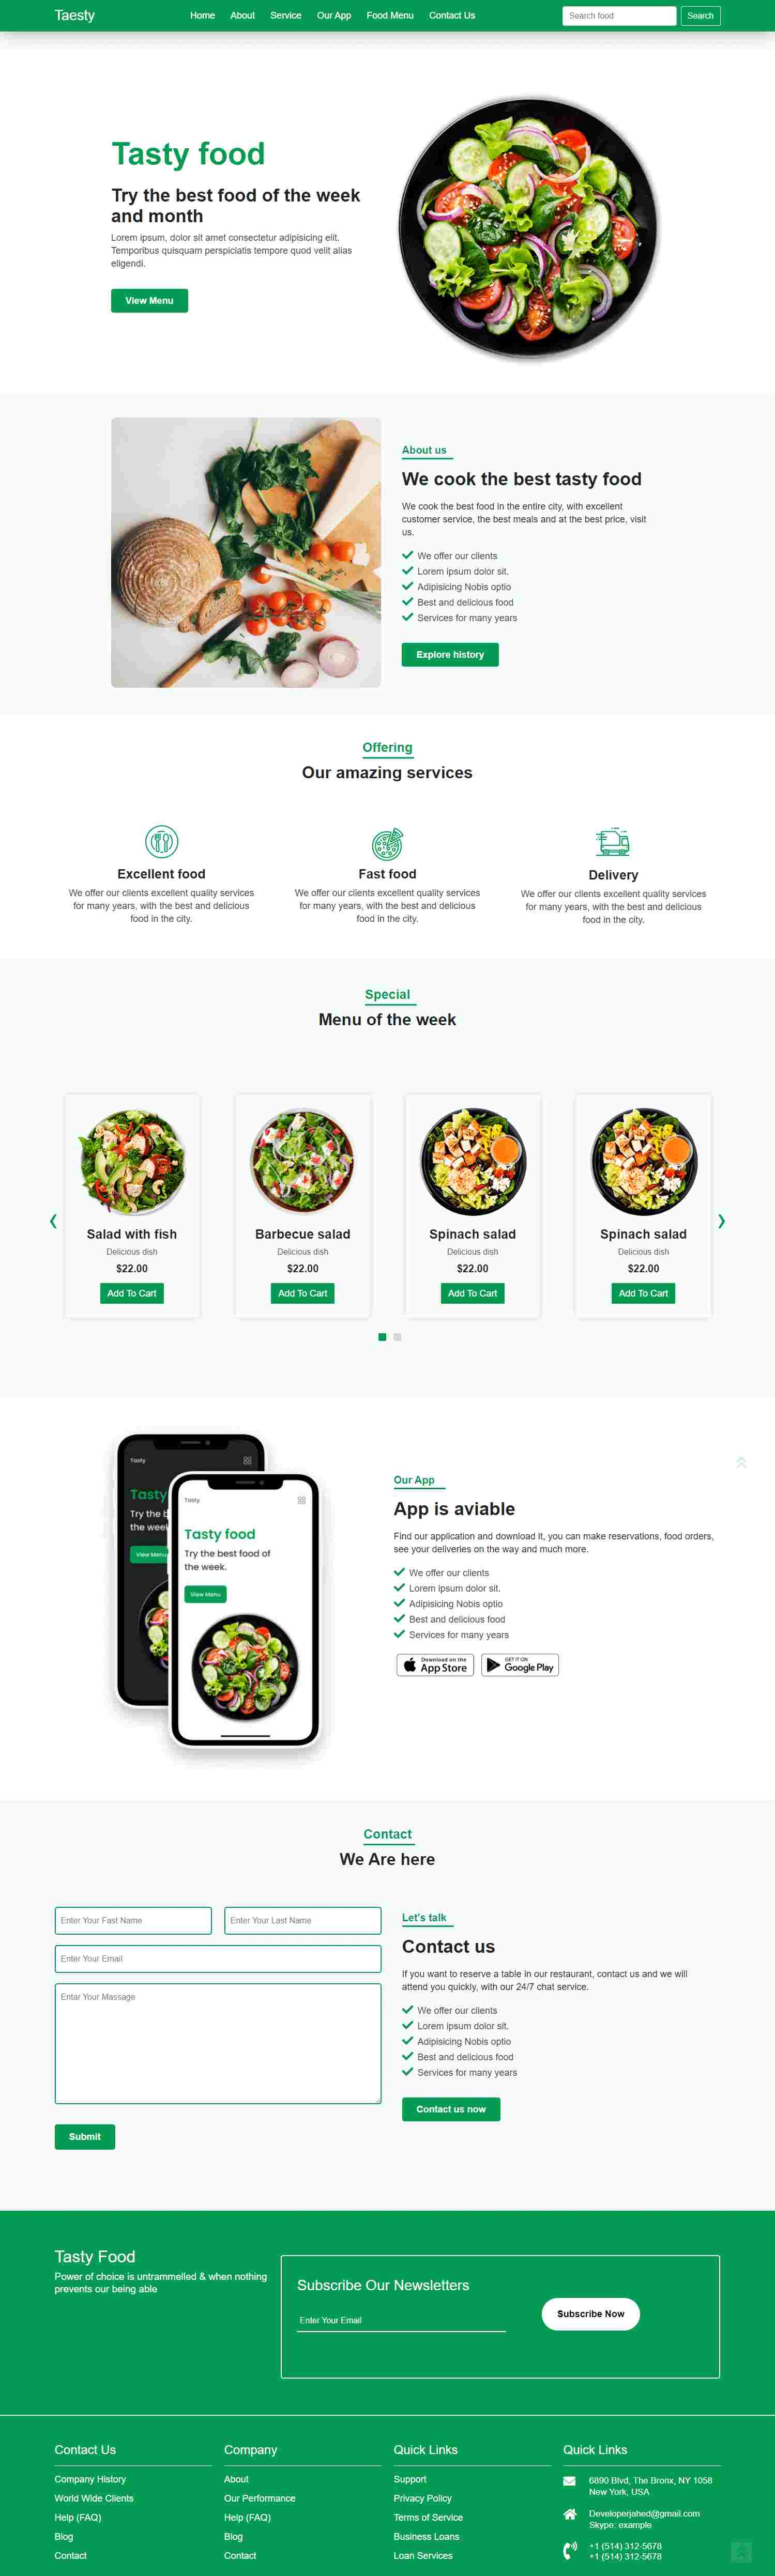 Taesty
Home About Service Our App Food Menu Contact Us
Search food
Search
Tasty food
Try the best food of the week
and month
Lorem ipsum, dolor sit amet consectetur adipisicing elit.
Temporibus quisquam perspiciatis tempore quod velit alias
eligendi.
View Menu
About us
We cook the best tasty food
We cook the best food in the entire city, with excellent
customer service, the best meals and at the best price, visit
us.
We offer our clients
Lorem ipsum dolor sit.
Adipisicing Nobis optio
Best and delicious food
Services for many years
Explore history
Offering
Our amazing services
Excellent food
We offer our clients excellent quality services
for many years, with the best and delicious
food in the city.
Fast food
We offer our clients excellent quality services
for many years, with the best and delicious
food in the city.
Delivery
We offer our clients excellent quality services
for many years, with the best and delicious
food in the city.
Special
Menu of the week
Salad with fish
Delicious dish
$22.00
Add To Cart
Barbecue salad
Delicious dish
$22.00
Add To Cart
Spinach salad
Delicious dish
$22.00
Add To Cart
Spinach salad
Delicious dish
$22.00
Add To Cart
Tasty
Tasty
Try the b
the weel
View Menu
Tasty
Tasty food
Try the best food of
the week.
View Menu
Our App
App is aviable
Find our application and download it, you can make reservations, food orders,
see your deliveries on the way and much more.
We offer our clients
Lorem ipsum dolor sit.
Adipisicing Nobis optio
Best and delicious food
Services for many years
Download on the
App Store
GET IT ON
Google Play
Contact
We Are here
Enter Your Fast Name
Enter Your Last Name
Enter Your Email
Entar Your Massage
Submit
Let's talk
Contact us
If you want to reserve a table in our restaurant, contact us and we will
attend you quickly, with our 24/7 chat service.
We offer our clients
Lorem ipsum dolor sit.
Adipisicing Nobis optio
Best and delicious food
Services for many years
Contact us now
Tasty Food
Power of choice is untrammelled & when nothing
prevents our being able
Subscribe Our Newsletters
Enter Your Email
Subscribe Now
Contact Us
Company History
World Wide Clients
Help (FAQ)
Blog
Contact
Company
About
Our Performance
Help (FAQ)
Blog
Contact
Quick Links
Support
Privacy Policy
Terms of Service
Business Loans
Loan Services
Quick Links
6890 Blvd, The Bronx, NY 1058
New York, USA
Developerjahed@gmail.com
Skype: example
+1 (514) 312-5678
+1 (514) 312-5678